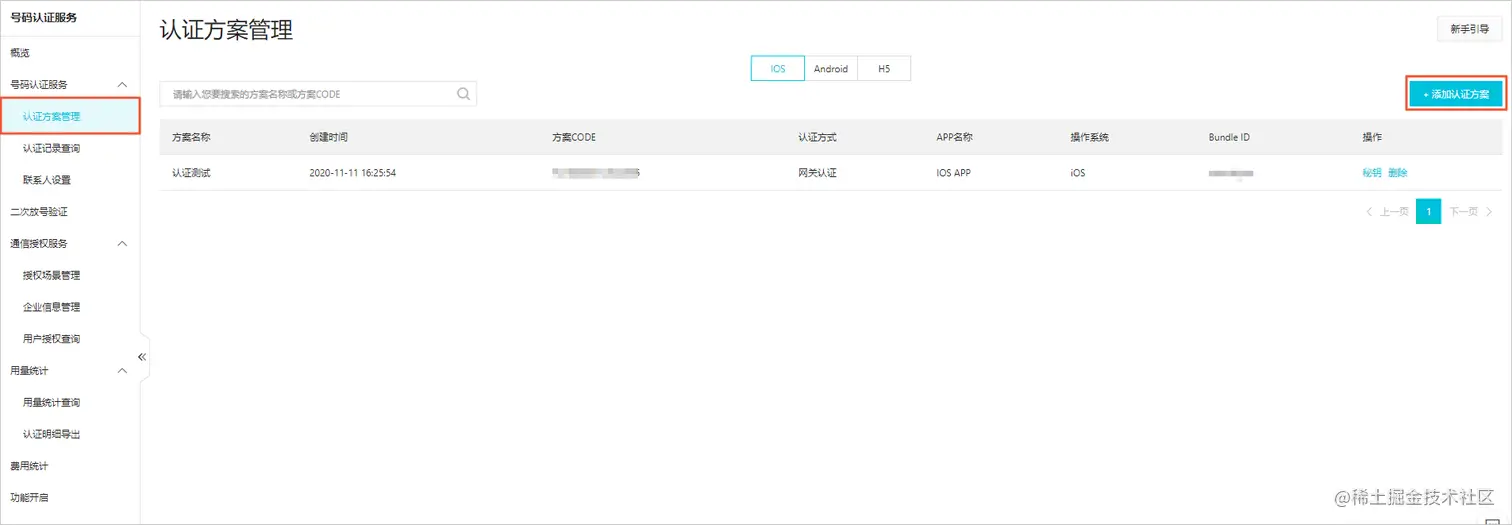 号码认证服务
概览
号码认证服务
认证方案管理
认证记录查询
联系人设置
二次放号验证
通信授权服务
授权场景管理
企业信息管理
用户授权查询
用量统计
用量统计查询
认证明细导出
费用统计
功能开启
认证方案管理
新手引导
IOS Android H5
请输入您要搜索的方案名称或方案CODE
+ 添加认证方案
方案名称 创建时间 方案CODE 认证方式 APP名称 操作系统 Bundle ID 操作
认证测试 2020-11-11 16:25:54 网关认证 IOS APP iOS 秘钥 删除
上一页 1 下一页
@稀土掘金技术社区